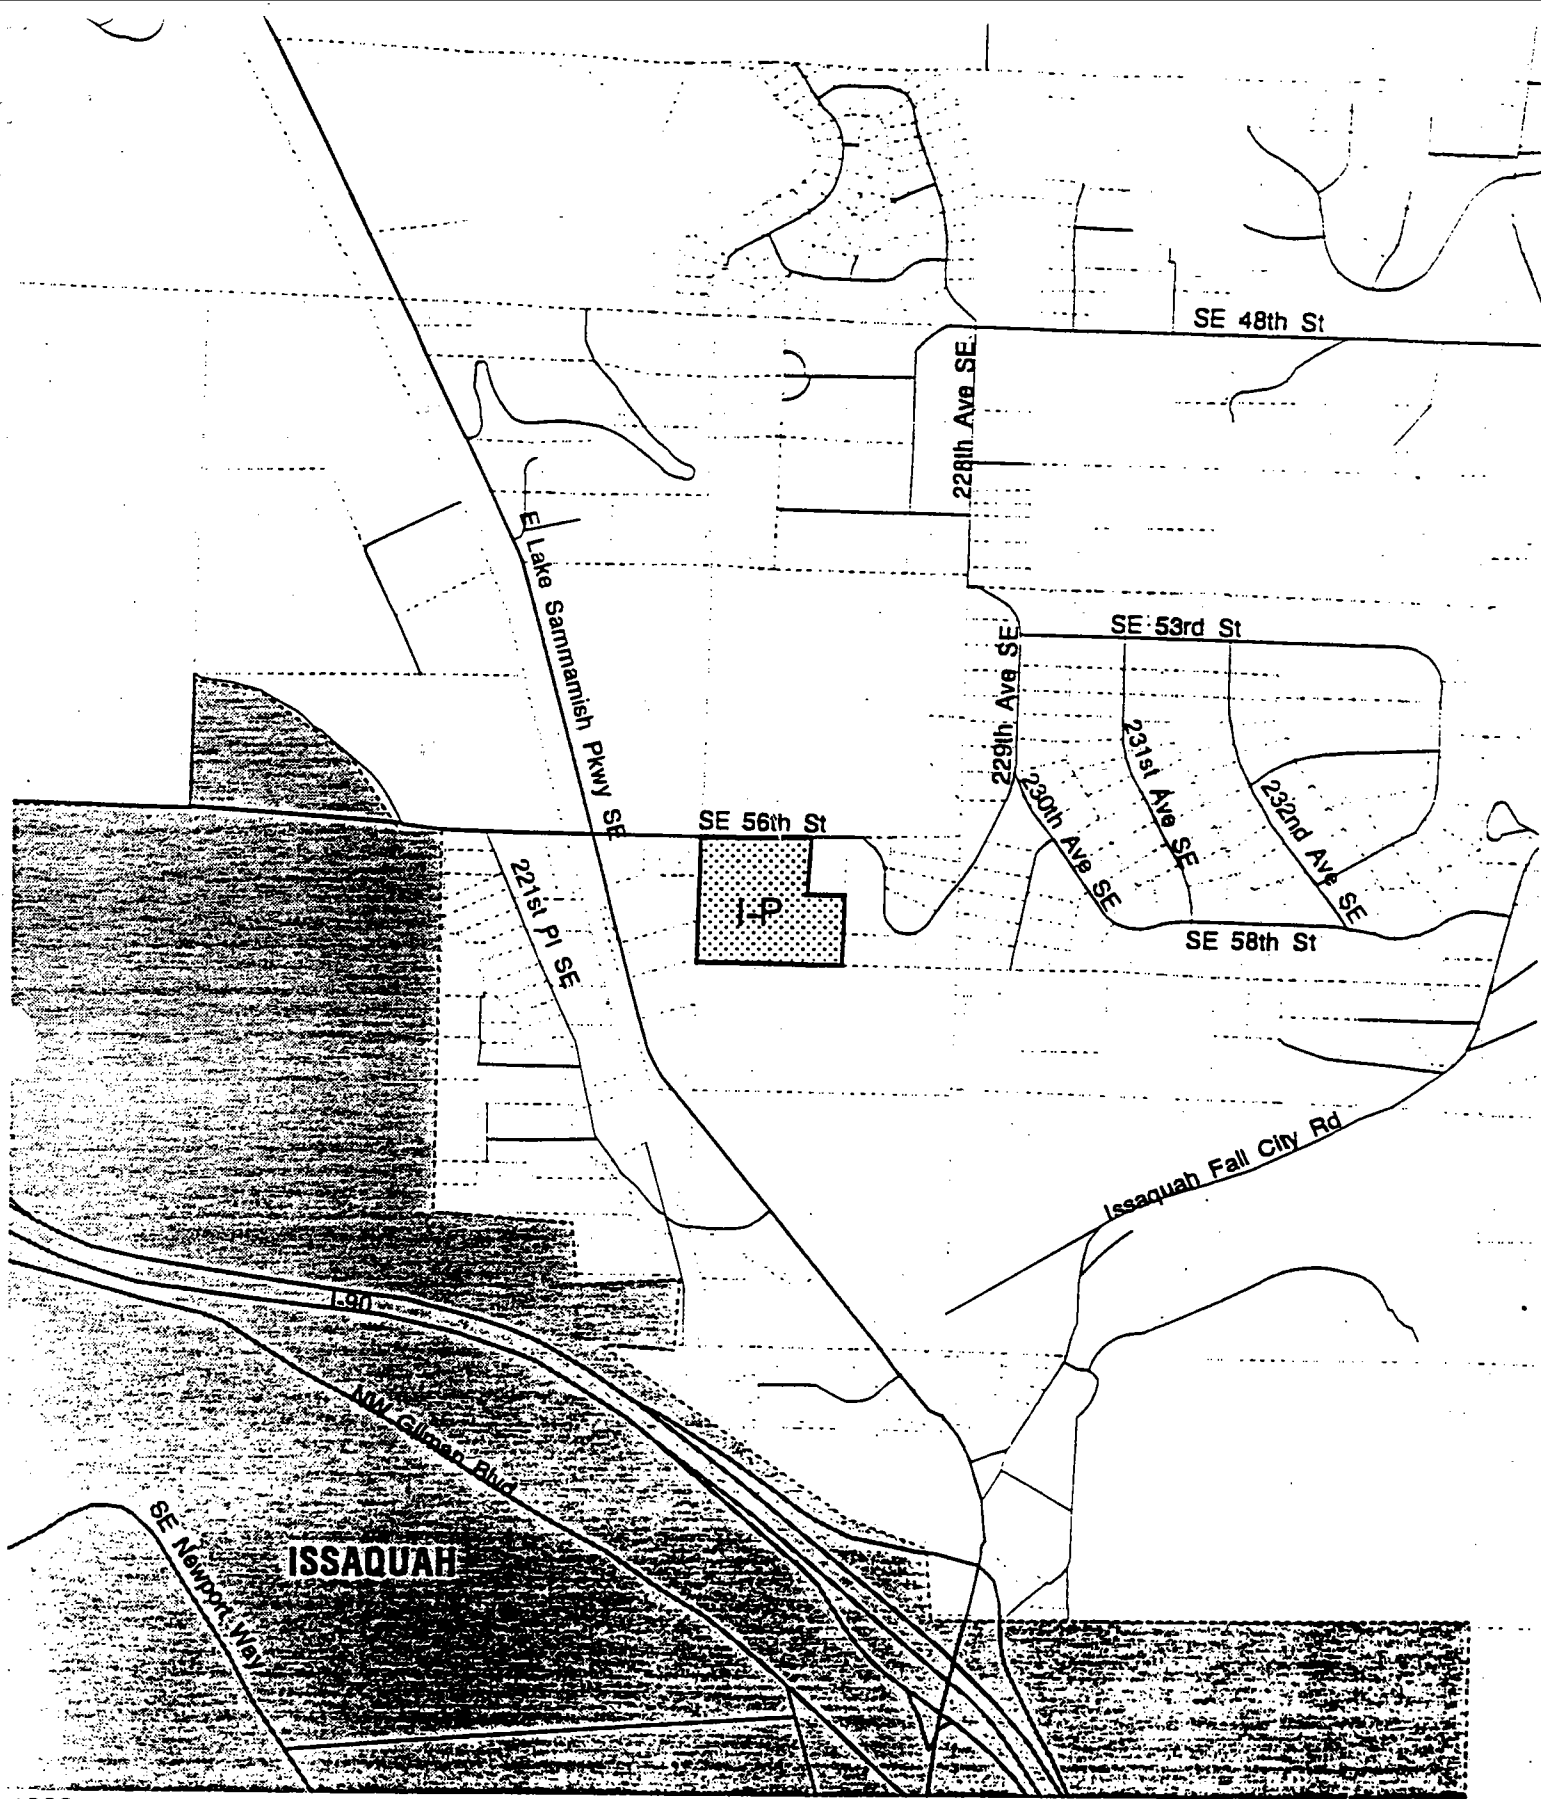 SE 48th St
228th Ave SE
E Lake Sammamish Pkwy SE
SE 53rd St
229th Ave SE
231st Ave SE
230th Ave SE
232nd Ave SE
SE 56th St
221st Pl SE
I-P
SE 58th St
Issaquah Fall City Rd
I-90
NW Gilman Blvd
SE Newport Way
ISSAQUAH